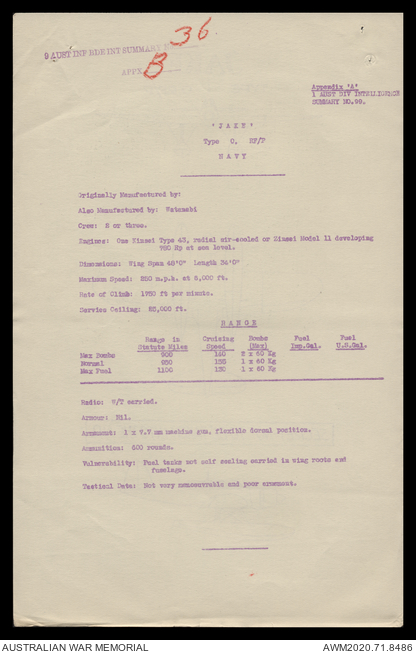 36
9 AUST INF BDE INT SUMMARY
APPX B
Appendix 'A'
1 AUST DIV INTELLIGENCE
SUMMARY NO.98.
'JAKE'
Type 0. RF/F
NAVY
Originally Manufactured by:
Also Manufactured by: Watanabi
Crew: 2 or three.
Engines: One Kinsei Type 43, radial air-cooled or Kinsei Model 11 developing
780 Hp at sea level.
Dimensions: Wing Span 48'0" Length 34'0"
Maximum Speed: 250 m.p.h. at 8,000 ft.
Rate of Climb: 1750 ft per minute.
Service Ceiling: 25,000 ft.
RANGE
Range in Cruising Bombs Fuel Fuel
Statute Miles Speed (Max) Imp.Gal. U.S.Gal.
Max Bombs 900 2 x 60 Kg
Normal 950 155 1 x 60 Kg
Max Fuel 1100 150 1 x 60 Kg
Radio: W/T carried.
Armour: Nil.
Armament: 1 x 7.7 mm machine gun, flexible dorsal position.
Ammunition: 600 rounds.
Vulnerability: Fuel tanks not self sealing carried in wing roots and
fuselage.
Tactical Data: Not very manoeuvrable and poor armament.
AUSTRALIAN WAR MEMORIAL
AWM2020.71.8486